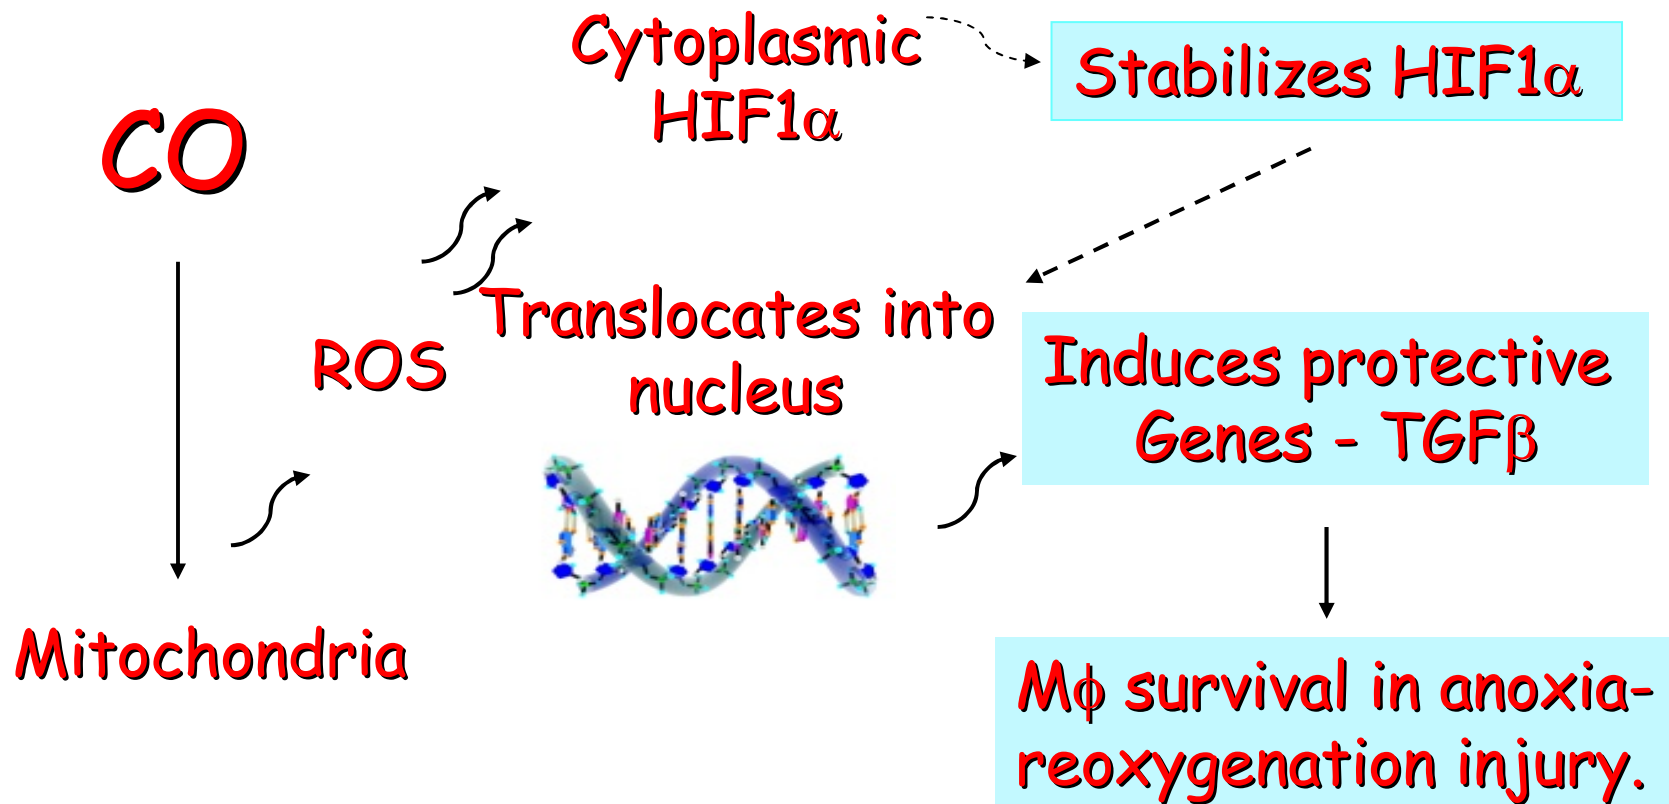 Cytoplasmic
HIF1α
Stabilizes HIF1α
CO
Translocates into
nucleus
ROS
Induces protective
Genes - TGFβ
Mitochondria
Mϕ survival in anoxia-
reoxygenation injury.